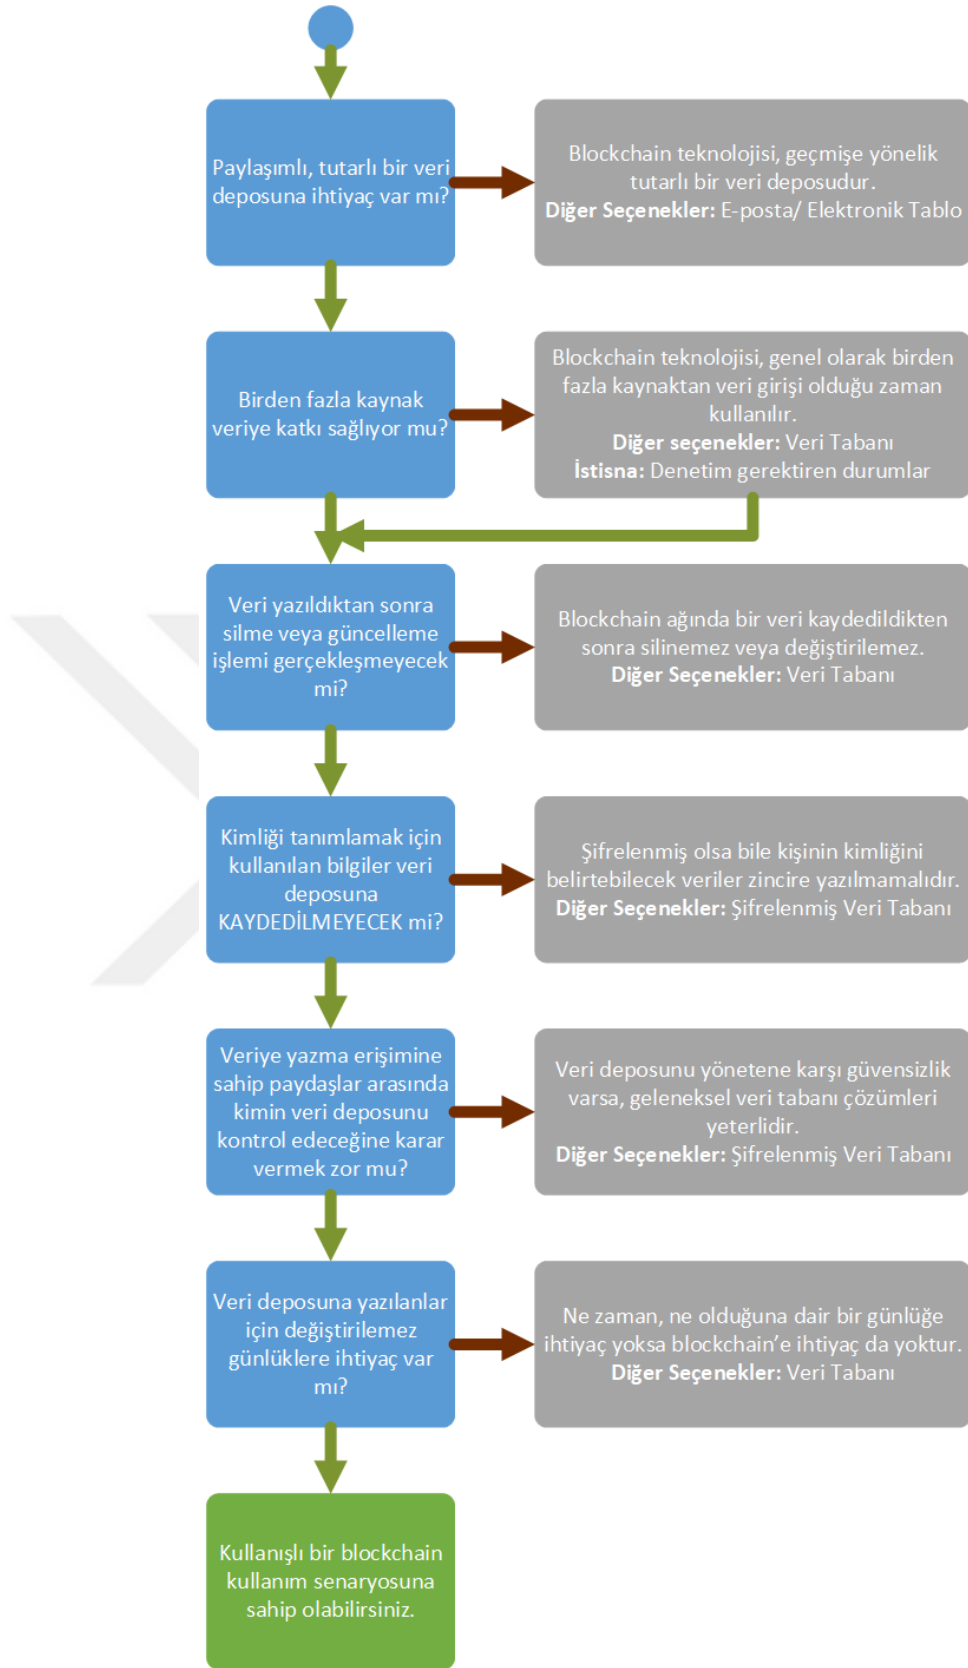 Paylaşımlı, tutarlı bir veri
deposuna ihtiyaç var mı?
Blockchain teknolojisi, geçmişe yönelik
tutarlı bir veri deposudur.
Diğer Seçenekler: E-posta/ Elektronik Tablo
Birden fazla kaynak
veriye katkı sağlıyor mu?
Blockchain teknolojisi, genel olarak birden
fazla kaynaktan veri girişi olduğu zaman
kullanılır.
Diğer seçenekler: Veri Tabanı
İstisna: Denetim gerektiren durumlar
Veri yazıldıktan sonra
silme veya güncelleme
işlemi gerçekleşmeyecek
mi?
Blockchain ağında bir veri kaydedildikten
sonra silinemez veya değiştirilemez.
Diğer Seçenekler: Veri Tabanı
Kimliği tanımlamak için
kullanılan bilgiler veri
deposuna
KAYDEDİLMEYECEK mi?
Şifrelenmiş olsa bile kişinin kimliğini
belirtebilecek veriler zincire yazılmamalıdır.
Diğer Seçenekler: Şifrelenmiş Veri Tabanı
Veriye yazma erişimine
sahip paydaşlar arasında
kimin veri deposunu
kontrol edeceğine karar
vermek zor mu?
Veri deposunu yönetene karşı güvensizlik
varsa, geleneksel veri tabanı çözümleri
yeterlidir.
Diğer Seçenekler: Şifrelenmiş Veri Tabanı
Veri deposuna yazılanlar
için değiştirilemez
günlüklere ihtiyaç var
mı?
Ne zaman, ne olduğuna dair bir günlüğe
ihtiyaç yoksa blockchain’e ihtiyaç da yoktur.
Diğer Seçenekler: Veri Tabanı
Kullanışlı bir blockchain
kullanım senaryosuna
sahip olabilirsiniz.